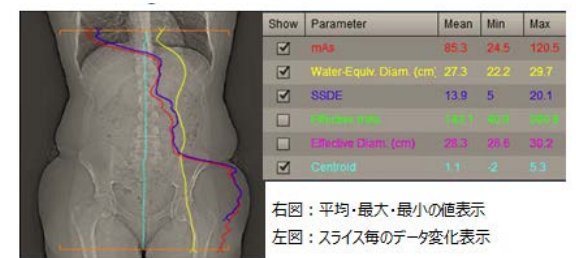 Show Parameter Mean Min Max
mAs 85.3 24.5 120.5
Water-Equiv. Diam. (cm) 27.3 22.2 29.7
SSDE 13.9 5 20.1
Effective mAs
Effective Diam. (cm) 28.3 26.6 30.2
Centroid 1.1 -2 5.3
右図：平均・最大・最小の値表示
左図：スライス毎のデータ変化表示